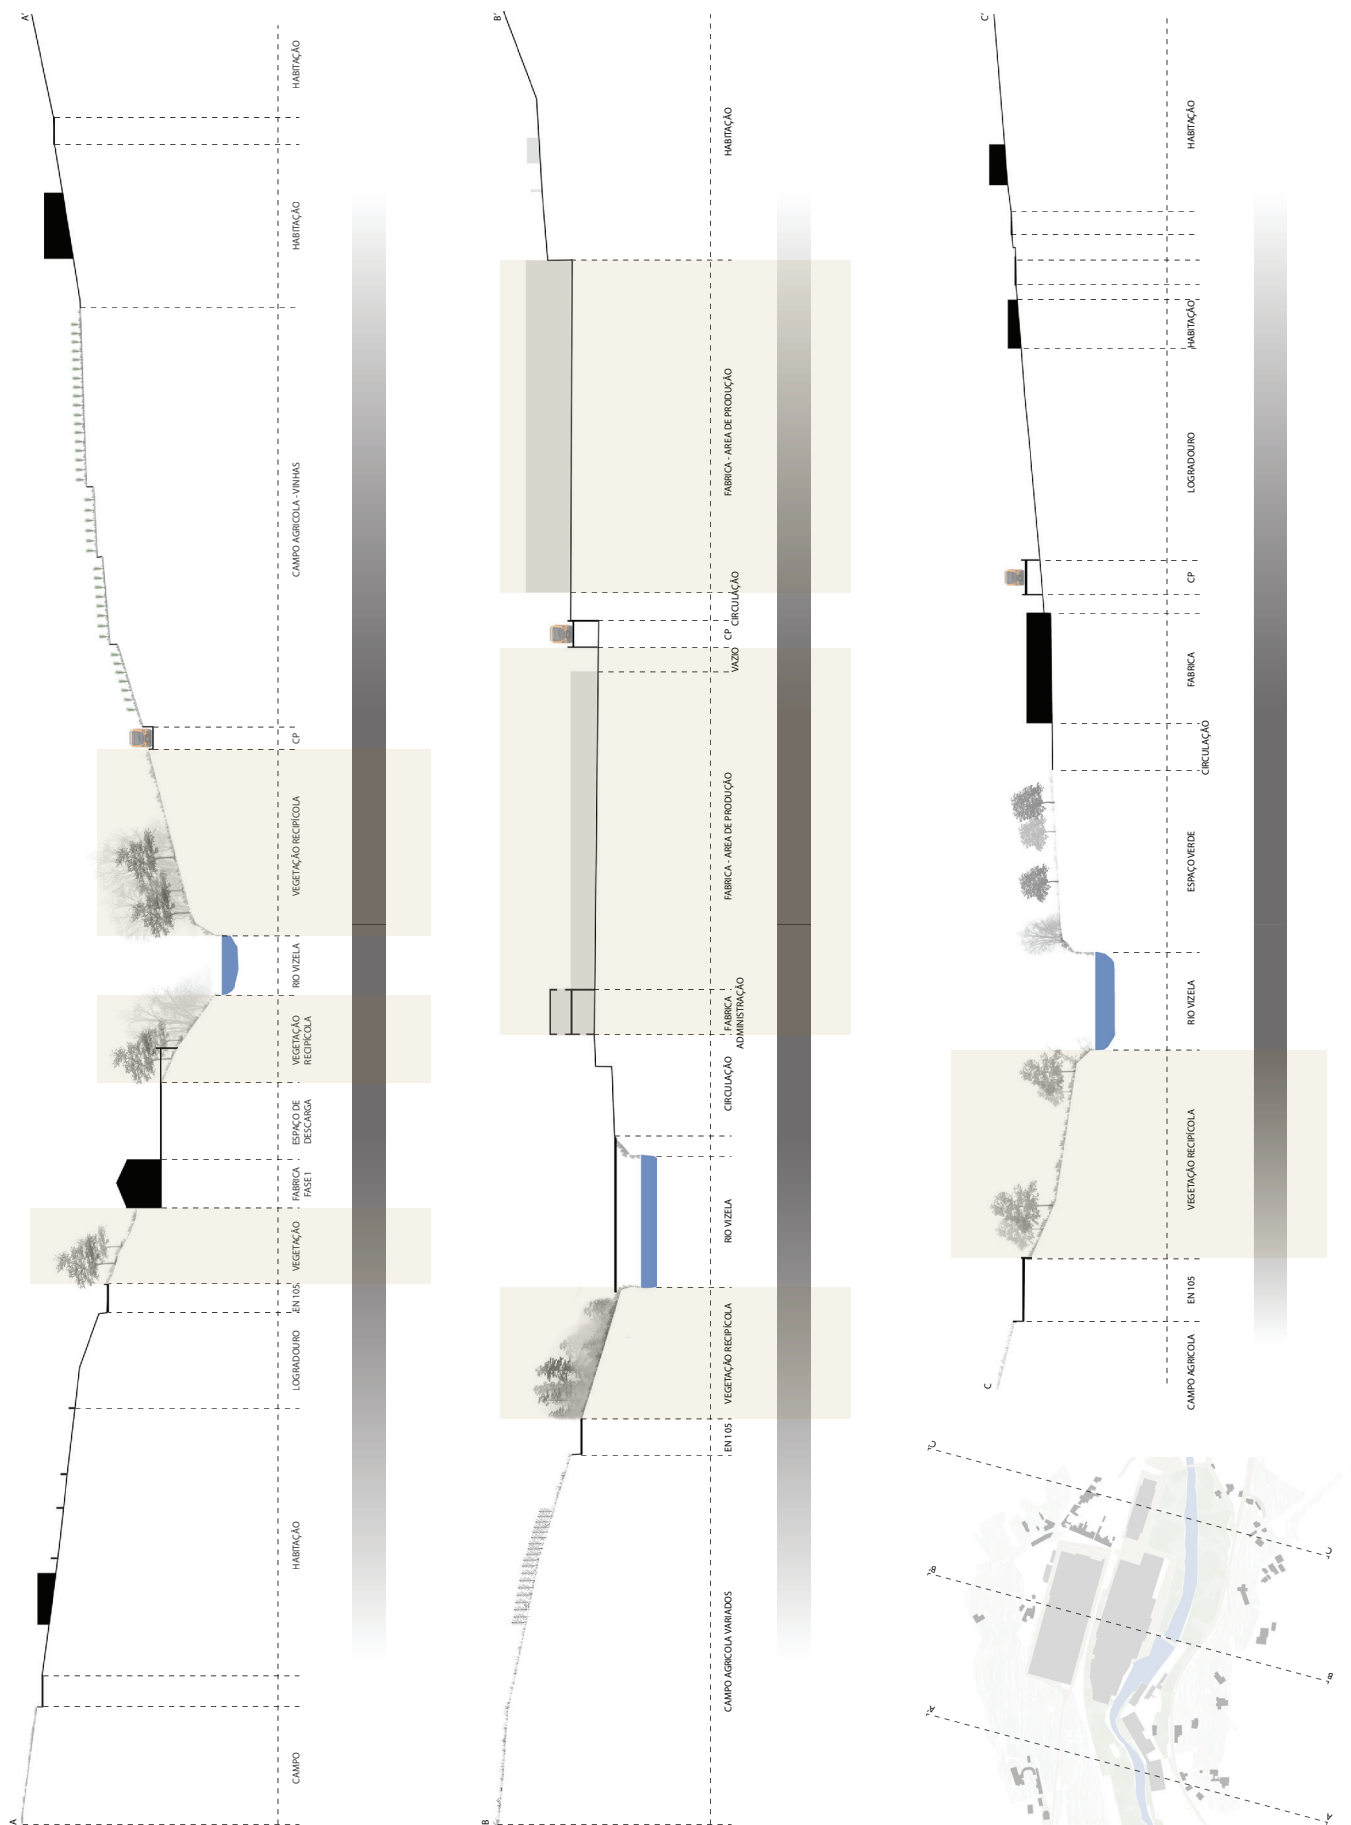 A
CAMPO
HABITAÇÃO
LOGRADOURO
EN 105
VEGETAÇÃO
FABRICA
FASE 1
ESPAÇO DE
DESCARGA
VEGETAÇÃO
RECIPÍCOLA
RIO VIZELA
VEGETAÇÃO RECIPÍCOLA
CP
CAMPO AGRICOLA - VINHAS
HABITAÇÃO
HABITAÇÃO
A'
B
CAMPO AGRICOLA VARIADOS
EN 105
VEGETAÇÃO RECIPÍCOLA
RIO VIZELA
CIRCULAÇÃO
FABRICA
ADMINISTRAÇÃO
FABRICA - AREA DE PRODUÇÃO
VAZIO
CP
CIRCULAÇÃO
FABRICA - AREA DE PRODUÇÃO
HABITAÇÃO
B'
C
CAMPO AGRICOLA
EN 105
VEGETAÇÃO RECIPÍCOLA
RIO VIZELA
ESPAÇO VERDE
CIRCULAÇÃO
FABRICA
CP
LOGRADOURO
HABITAÇÃO
HABITAÇÃO
C'